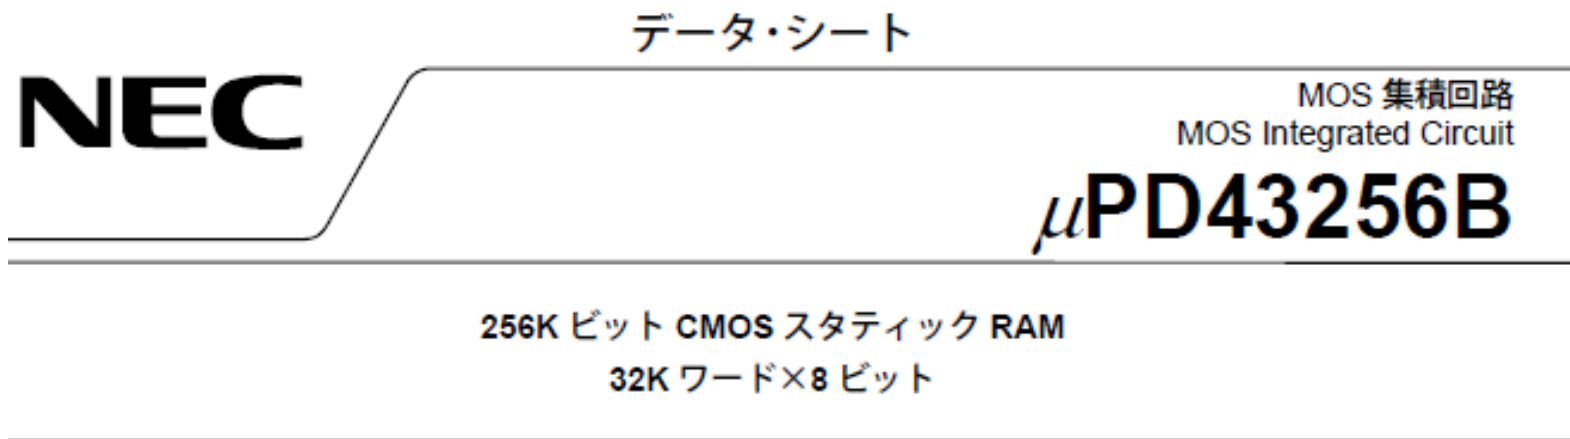 データ・シート
NEC
MOS 集積回路
MOS Integrated Circuit
μPD43256B
256K ビット CMOS スタティック RAM
32K ワード×8 ビット